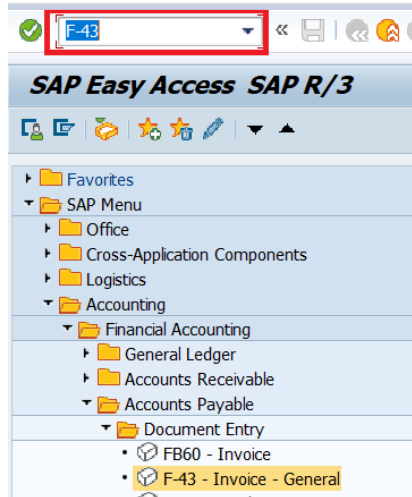 F-43
SAP Easy Access SAP R/3
Favorites
SAP Menu
Office
Cross-Application Components
Logistics
Accounting
Financial Accounting
General Ledger
Accounts Receivable
Accounts Payable
Document Entry
FB60 - Invoice
F-43 - Invoice - General